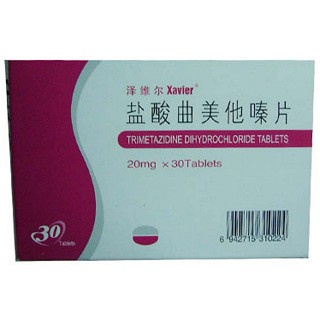 泽维尔 Xavier®
盐酸曲美他嗪片
TRIMETAZIDINE DIHYDROCHLORIDE TABLETS
20mg × 30Tablets
30
Tablets
6 942715 310224